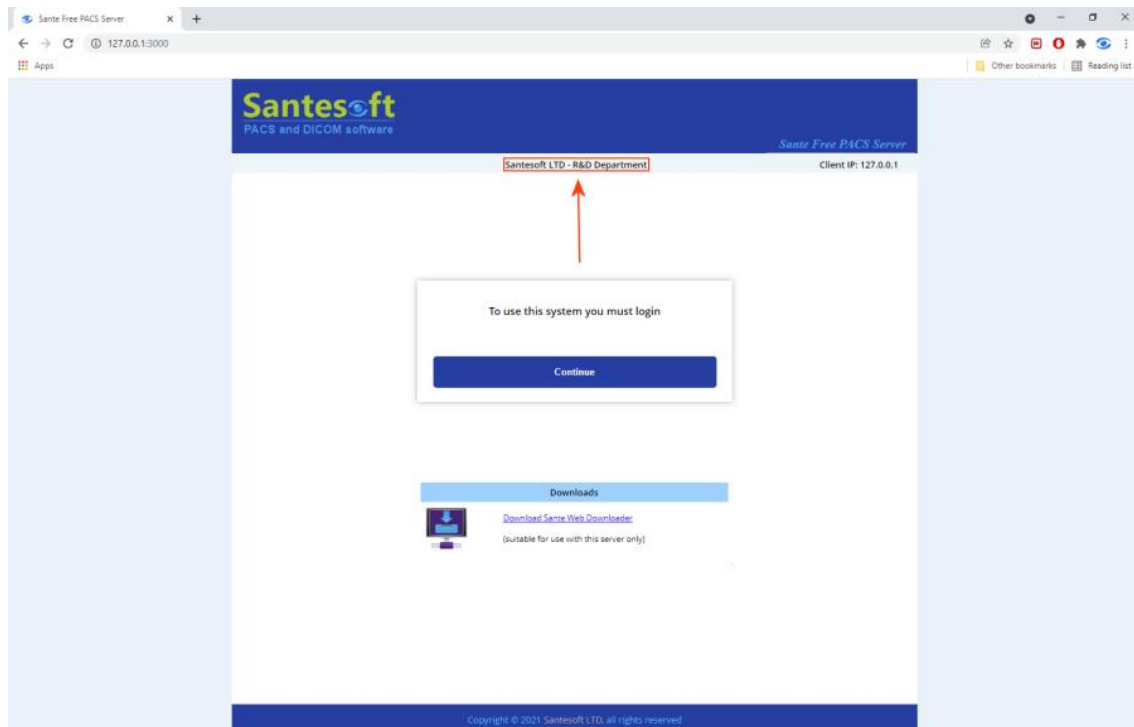 Sante Free PACS Server
127.0.0.1:3000
Apps
Other bookmarks
Reading list
Santesoft
PACS and DICOM software
Sante Free PACS Server
Santesoft LTD - R&D Department
Client IP: 127.0.0.1
To use this system you must login
Continue
Downloads
Download Sante Web Downloader
(suitable for use with this server only)
Copyright © 2021 Santesoft LTD, all rights reserved